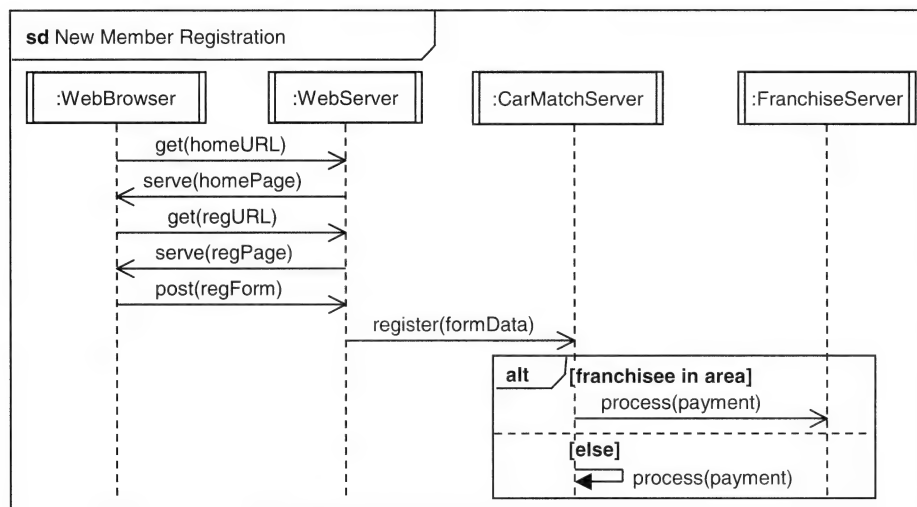 sd New Member Registration
:WebBrowser
:WebServer
:CarMatchServer
:FranchiseServer
get(homeURL)
serve(homePage)
get(regURL)
serve(regPage)
post(regForm)
register(formData)
alt
[franchisee in area]
process(payment)
[else]
process(payment)